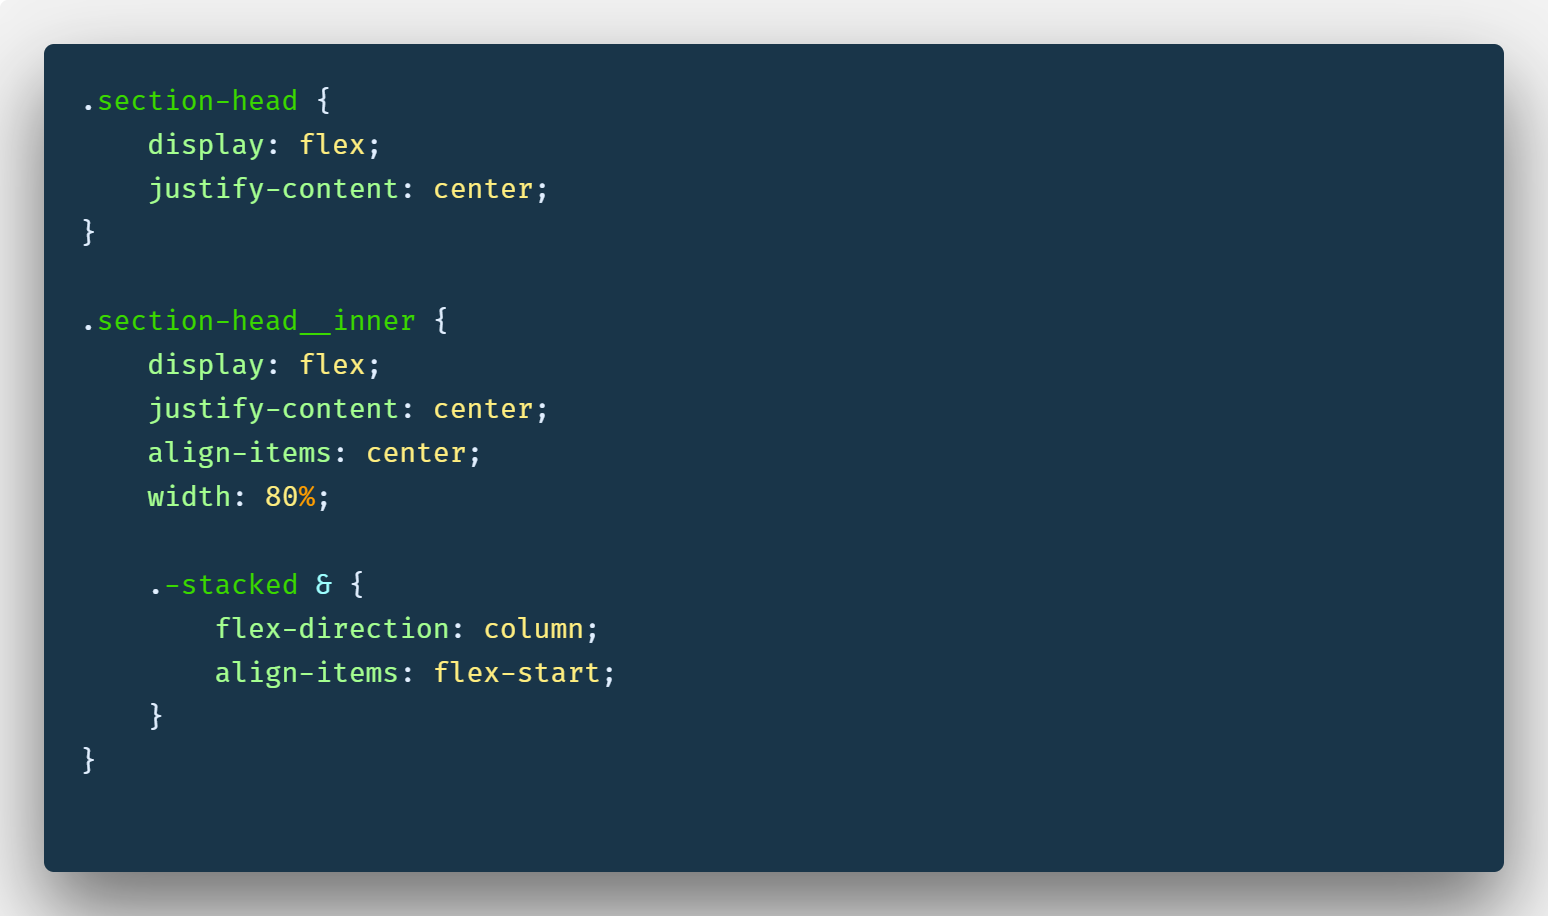 .section-head {
    display: flex;
    justify-content: center;
}

.section-head__inner {
    display: flex;
    justify-content: center;
    align-items: center;
    width: 80%;

    .-stacked & {
        flex-direction: column;
        align-items: flex-start;
    }
}